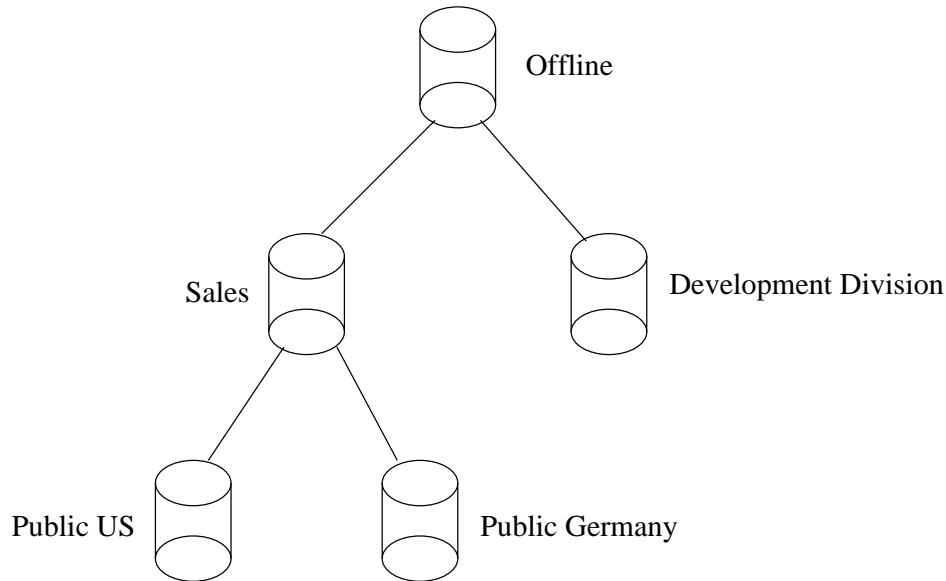 Offline
Sales
Development Division
Public US
Public Germany